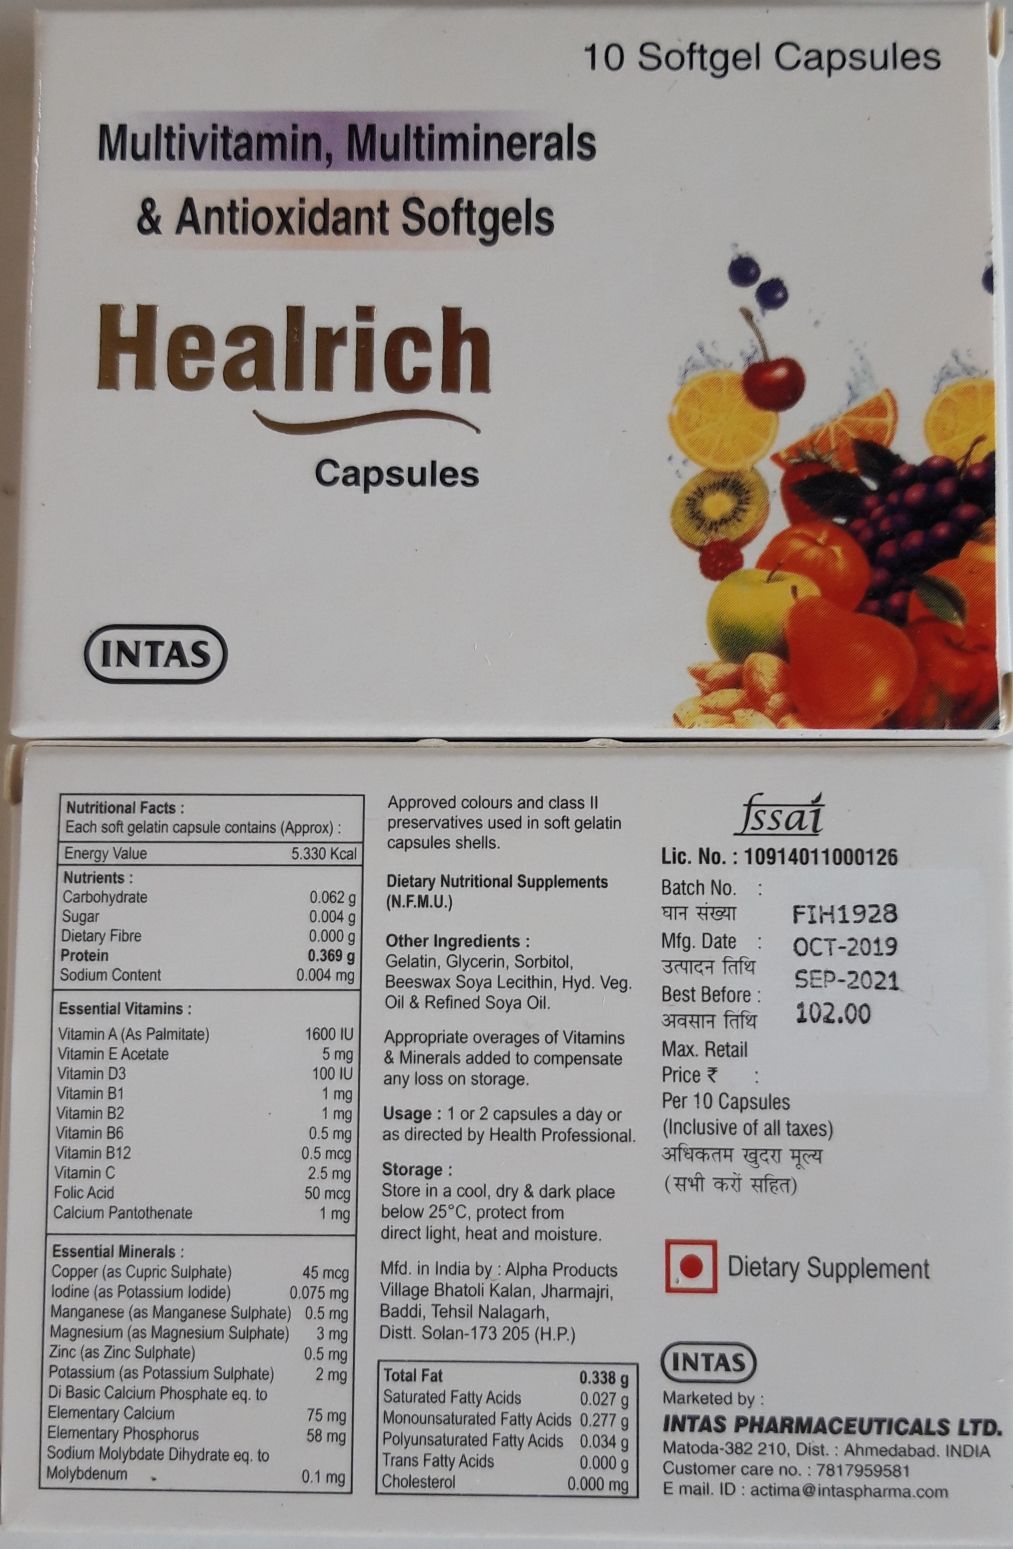 10 Softgel Capsules
Multivitamin, Multiminerals
& Antioxidant Softgels
Healrich
Capsules
INTAS
Nutritional Facts :
Each soft gelatin capsule contains (Approx) :
Energy Value 5.330 Kcal
Nutrients :
Carbohydrate 0.062 g
Sugar 0.004 g
Dietary Fibre 0.000 g
Protein 0.369 g
Sodium Content 0.004 mg
Essential Vitamins :
Vitamin A (As Palmitate) 1600 IU
Vitamin E Acetate 5 mg
Vitamin D3 100 IU
Vitamin B1 1 mg
Vitamin B2 1 mg
Vitamin B6 0.5 mg
Vitamin B12 0.5 mcg
Vitamin C 2.5 mg
Folic Acid 50 mcg
Calcium Pantothenate 1 mg
Essential Minerals :
Copper (as Cupric Sulphate) 45 mcg
Iodine (as Potassium Iodide) 0.075 mg
Manganese (as Manganese Sulphate) 0.5 mg
Magnesium (as Magnesium Sulphate) 3 mg
Zinc (as Zinc Sulphate) 0.5 mg
Potassium (as Potassium Sulphate) 2 mg
Di Basic Calcium Phosphate eq. to
Elementary Calcium 75 mg
Elementary Phosphorus 58 mg
Sodium Molybdate Dihydrate eq. to
Molybdenum 0.1 mg
Approved colours and class II
preservatives used in soft gelatin
capsules shells.
Dietary Nutritional Supplements
(N.F.M.U.)
Other Ingredients :
Gelatin, Glycerin, Sorbitol,
Beeswax Soya Lecithin, Hyd. Veg.
Oil & Refined Soya Oil.
Appropriate overages of Vitamins
& Minerals added to compensate
any loss on storage.
Usage : 1 or 2 capsules a day or
as directed by Health Professional.
Storage :
Store in a cool, dry & dark place
below 25°C, protect from
direct light, heat and moisture.
Mfd. in India by : Alpha Products
Village Bhatoli Kalan, Jharmajri,
Baddi, Tehsil Nalagarh,
Distt. Solan-173 205 (H.P.)
Total Fat 0.338 g
Saturated Fatty Acids 0.027 g
Monounsaturated Fatty Acids 0.277 g
Polyunsaturated Fatty Acids 0.034 g
Trans Fatty Acids 0.000 g
Cholesterol 0.000 mg
fssai
Lic. No. : 10914011000126
Batch No. :
घान संख्या FIH1928
Mfg. Date : OCT-2019
उत्पादन तिथि SEP-2021
Best Before :
अवसान तिथि 102.00
Max. Retail
Price ₹ :
Per 10 Capsules
(Inclusive of all taxes)
अधिकतम खुदरा मूल्य
(सभी करों सहित)
Dietary Supplement
INTAS
Marketed by :
INTAS PHARMACEUTICALS LTD.
Matoda-382 210, Dist. : Ahmedabad. INDIA
Customer care no. : 7817959581
E mail. ID : actima@intaspharma.com